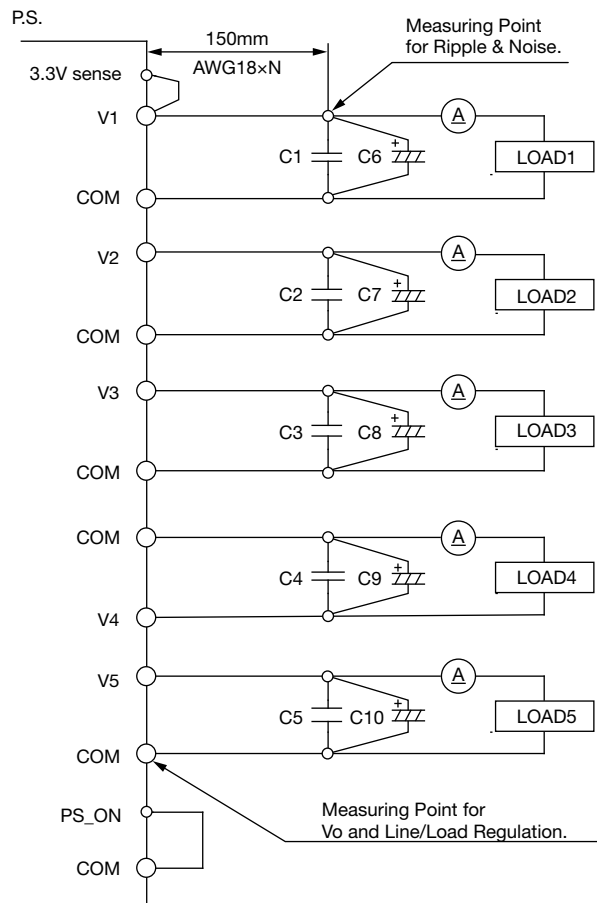 P.S.
150mm
AWG18×N
Measuring Point
for Ripple & Noise.
3.3V sense
V1
A
C1
C6
+
LOAD1
COM
V2
A
C2
C7
+
LOAD2
COM
V3
A
C3
C8
+
LOAD3
COM
COM
A
C4
C9
+
LOAD4
V4
V5
A
C5
C10
+
LOAD5
COM
PS_ON
Measuring Point for
Vo and Line/Load Regulation.
COM